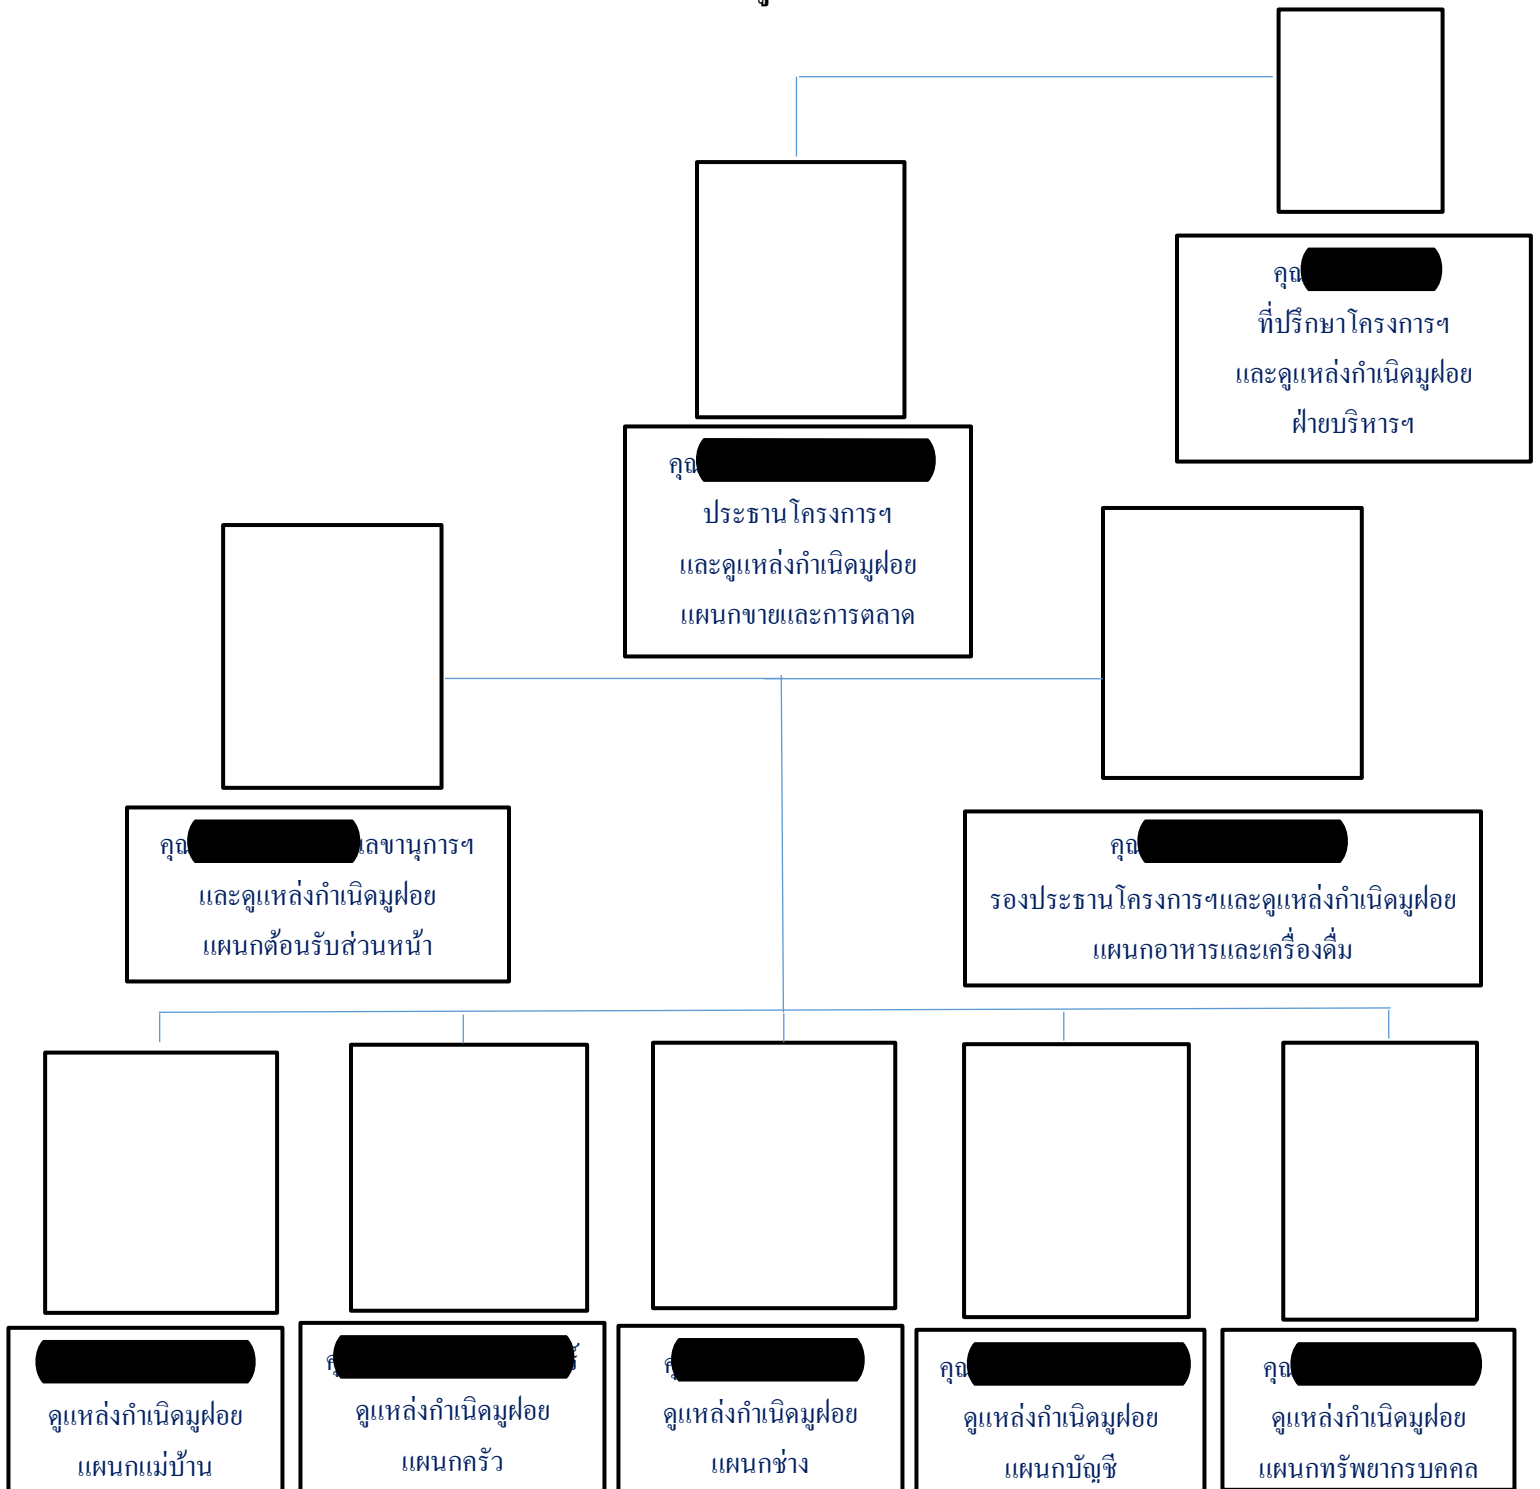 คุณ
ที่ปรึกษาโครงการฯ
และดูแหล่งกำเนิดมูฝอย
ฝ่ายบริหารฯ
คุณ
ประธานโครงการฯ
และดูแหล่งกำเนิดมูฝอย
แผนกขายและการตลาด
คุณ เลขานุการฯ
และดูแหล่งกำเนิดมูฝอย
แผนกต้อนรับส่วนหน้า
คุณ
รองประธานโครงการฯและดูแหล่งกำเนิดมูฝอย
แผนกอาหารและเครื่องดื่ม
ดูแหล่งกำเนิดมูฝอย
แผนกแม่บ้าน
ดูแหล่งกำเนิดมูฝอย
แผนกครัว
ดูแหล่งกำเนิดมูฝอย
แผนกช่าง
คุณ
ดูแหล่งกำเนิดมูฝอย
แผนกบัญชี
คุณ
ดูแหล่งกำเนิดมูฝอย
แผนกทรัพยากรบคคล